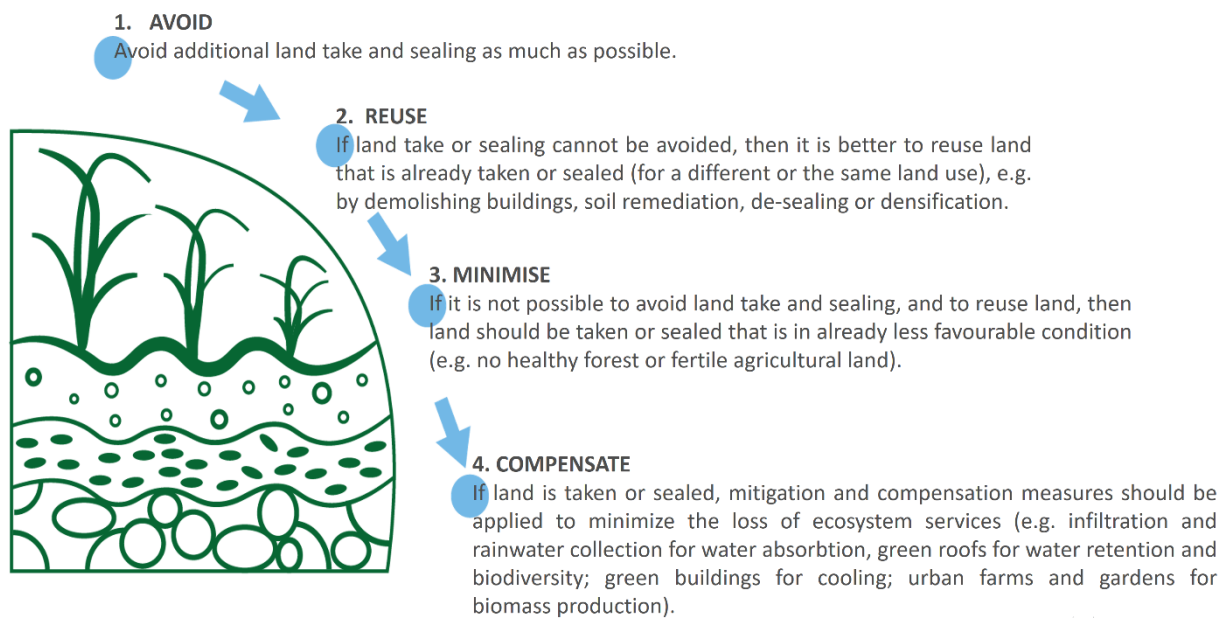 1. AVOID
Avoid additional land take and sealing as much as possible.
2. REUSE
If land take or sealing cannot be avoided, then it is better to reuse land
that is already taken or sealed (for a different or the same land use), e.g.
by demolishing buildings, soil remediation, de-sealing or densification.
3. MINIMISE
If it is not possible to avoid land take and sealing, and to reuse land, then
land should be taken or sealed that is in already less favourable condition
(e.g. no healthy forest or fertile agricultural land).
4. COMPENSATE
If land is taken or sealed, mitigation and compensation measures should be
applied to minimize the loss of ecosystem services (e.g. infiltration and
rainwater collection for water absorbtion, green roofs for water retention and
biodiversity; green buildings for cooling; urban farms and gardens for
biomass production).